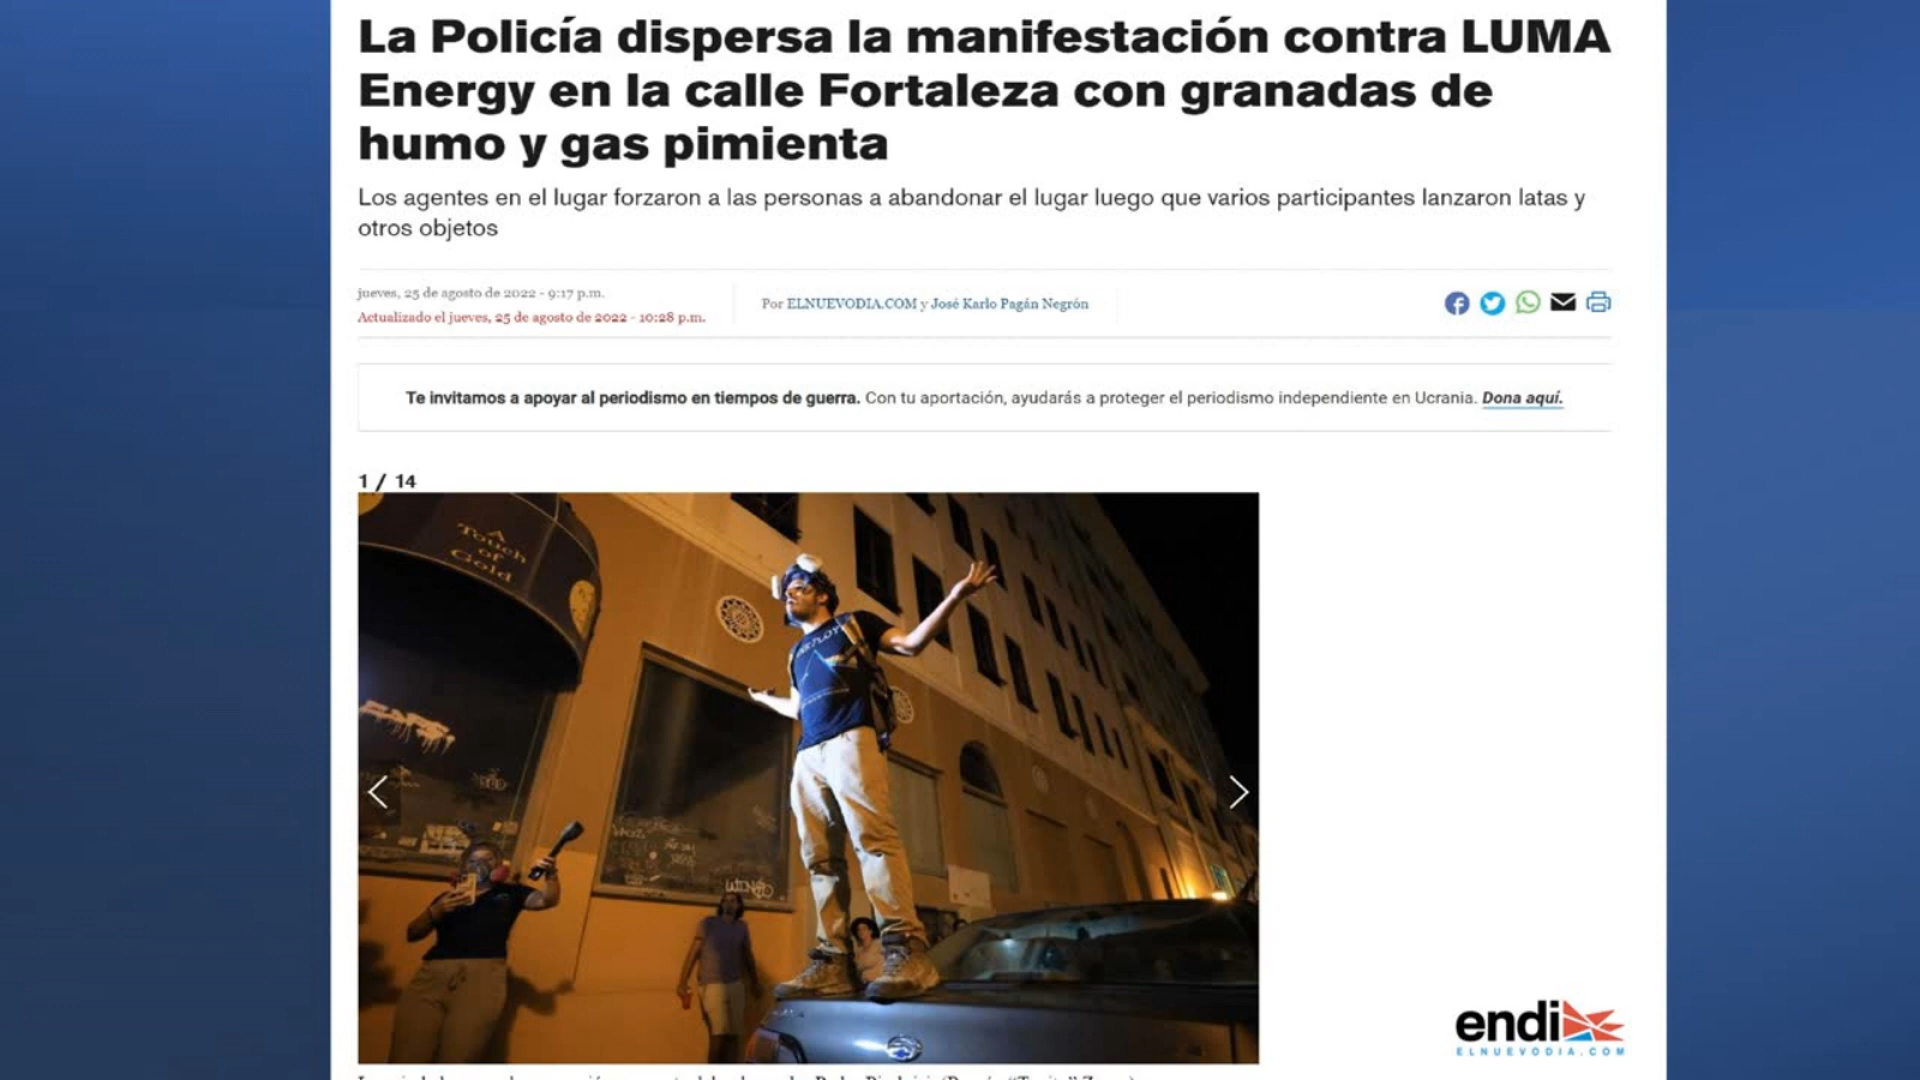 La Policía dispersa la manifestación contra LUMA
Energy en la calle Fortaleza con granadas de
humo y gas pimienta
Los agentes en el lugar forzaron a las personas a abandonar el lugar luego que varios participantes lanzaron latas y
otros objetos
jueves, 25 de agosto de 2022 - 9:17 p.m.
Actualizado el jueves, 25 de agosto de 2022 - 10:28 p.m.
Por ELNUEVODIA.COM y José Karlo Pagán Negrón
Te invitamos a apoyar al periodismo en tiempos de guerra. Con tu aportación, ayudarás a proteger el periodismo independiente en Ucrania. Dona aquí.
1 / 14
A
Touch
of
Gold
endi
ELNUEVODIA.COM